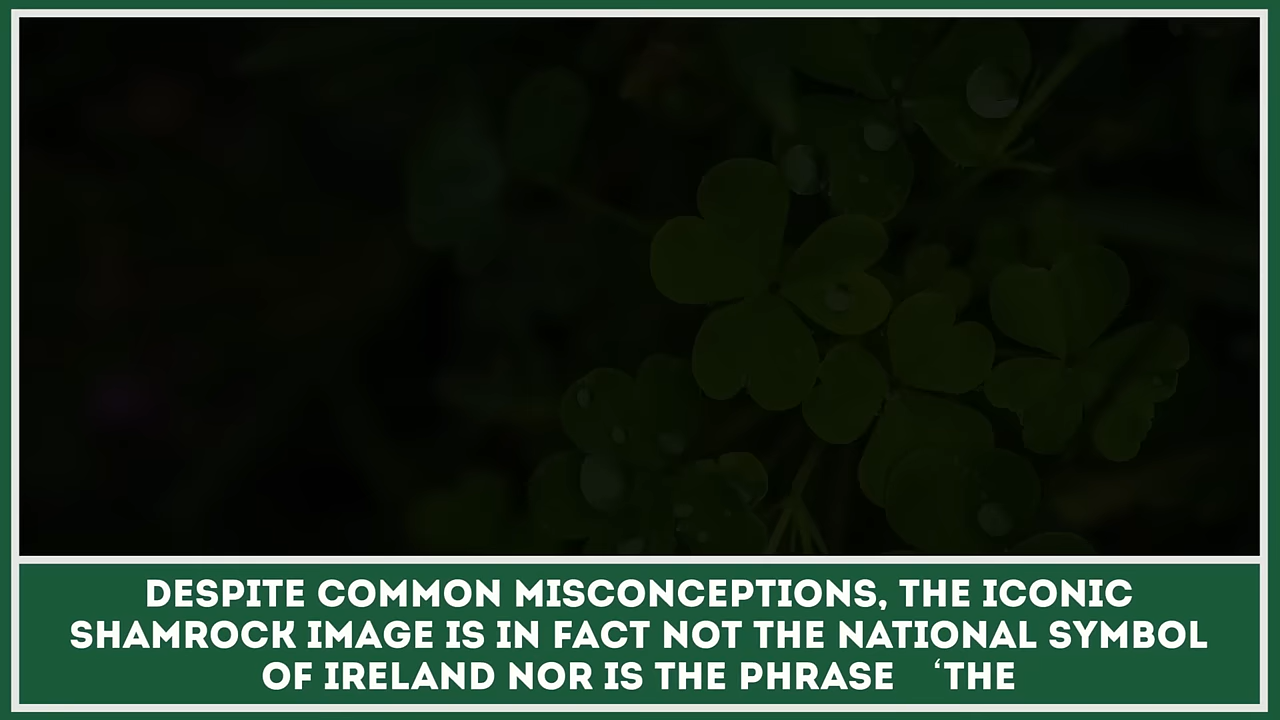 DESPITE COMMON MISCONCEPTIONS, THE ICONIC
SHAMROCK IMAGE IS IN FACT NOT THE NATIONAL SYMBOL
OF IRELAND NOR IS THE PHRASE ‘THE